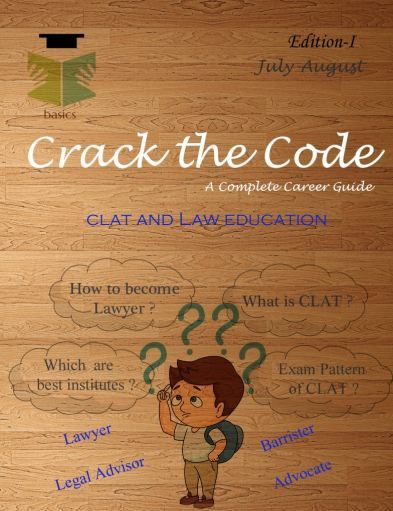 Edition-I
July August
basics
Crack the Code
A Complete Career Guide
CLAT AND LAW EDUCATION
How to become
Lawyer ?
What is CLAT ?
? ? ? ?
Which are
best institutes ?
Exam Pattern
of CLAT ?
Lawyer
Barrister
Legal Advisor
Advocate